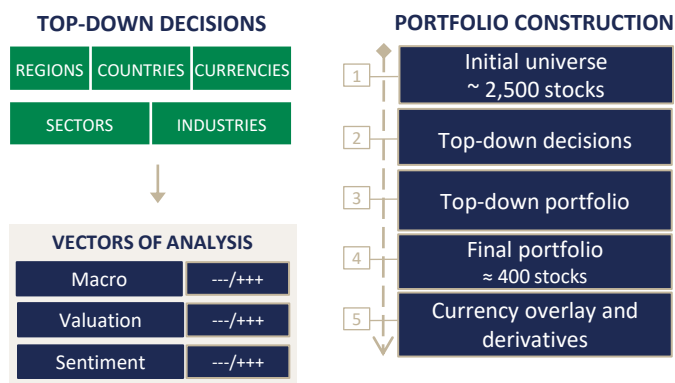 TOP-DOWN DECISIONS
REGIONS COUNTRIES CURRENCIES
SECTORS INDUSTRIES
VECTORS OF ANALYSIS
Macro ---/+++
Valuation ---/+++
Sentiment ---/+++
PORTFOLIO CONSTRUCTION
1 Initial universe
~ 2,500 stocks
2 Top-down decisions
3 Top-down portfolio
4 Final portfolio
≈ 400 stocks
5 Currency overlay and
derivatives